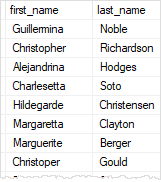 first_name last_name
Guillermina Noble
Christopher Richardson
Alejandrina Hodges
Charlesetta Soto
Hildegarde Christensen
Margaretta Clayton
Marguerite Berger
Christoper Gould